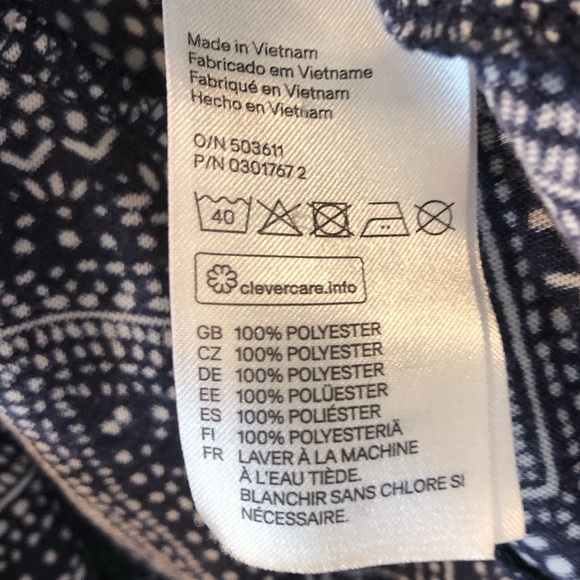 Made in Vietnam
Fabricado em Vietname
Fabriqué en Vietnam
Hecho en Vietnam
O/N 503611
P/N 0301767 2
40
clevercare.info
GB 100% POLYESTER
CZ 100% POLYESTER
DE 100% POLYESTER
EE 100% POLÜESTER
ES 100% POLIÉSTER
FI 100% POLYESTERIÄ
FR LAVER À LA MACHINE
À L'EAU TIÈDE.
BLANCHIR SANS CHLORE SI
NÉCESSAIRE.